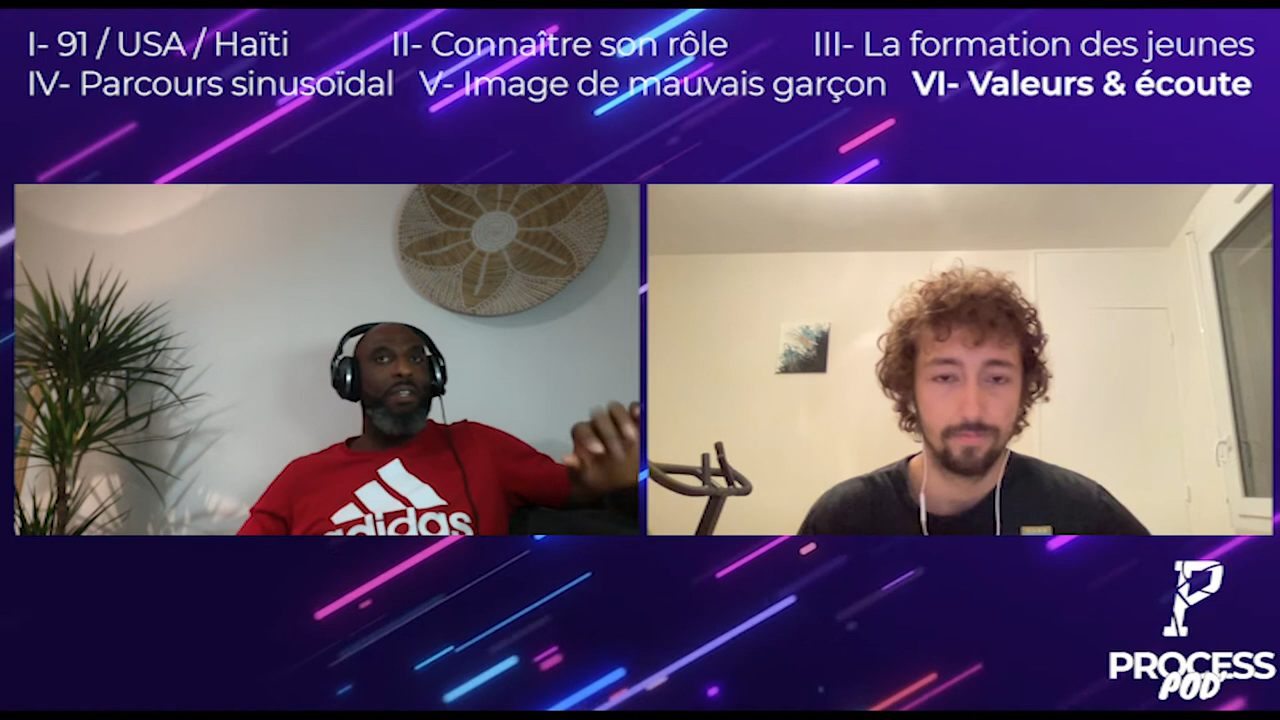 I- 91 / USA / Haïti II- Connaître son rôle III- La formation des jeunes
IV- Parcours sinusoïdal V- Image de mauvais garçon VI- Valeurs & écoute
adidas
P
PROCESS
POD'